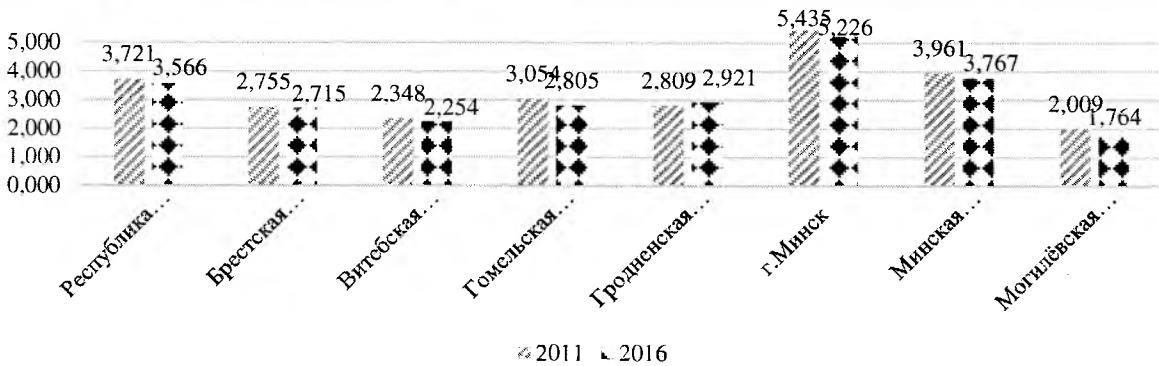 5,435
5,226
5,000
3,721
3,566
3,961
3,767
4,000
2,755
2,715
3,054
2,805
2,809
2,921
3,000
2,348
2,254
2,009
1,764
2,000
1,000
0,000
Республика…
Брестская…
Витебская…
Гомельская…
Гродненская…
г.Минск
Минская…
Могилёвская…
2011 2016